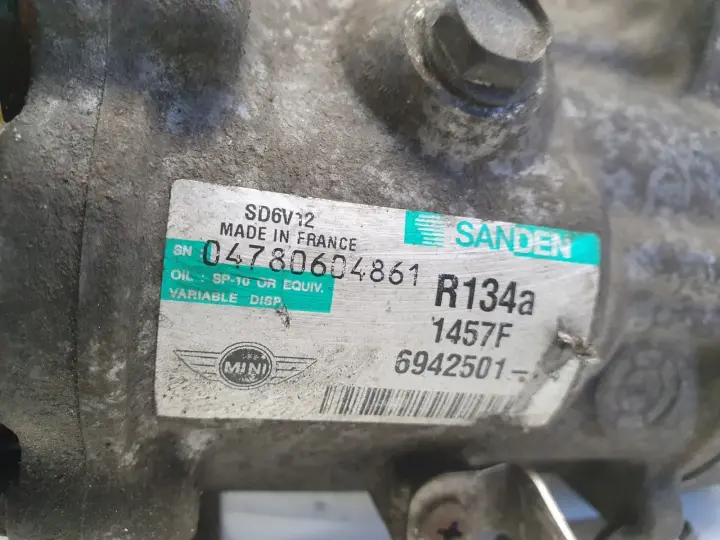 SD6V12
MADE IN FRANCE
SANDEN
SN : 04780604861
OIL : SP-10 OR EQUIV.
VARIABLE DISP.
R134a
1457F
6942501-
MINI